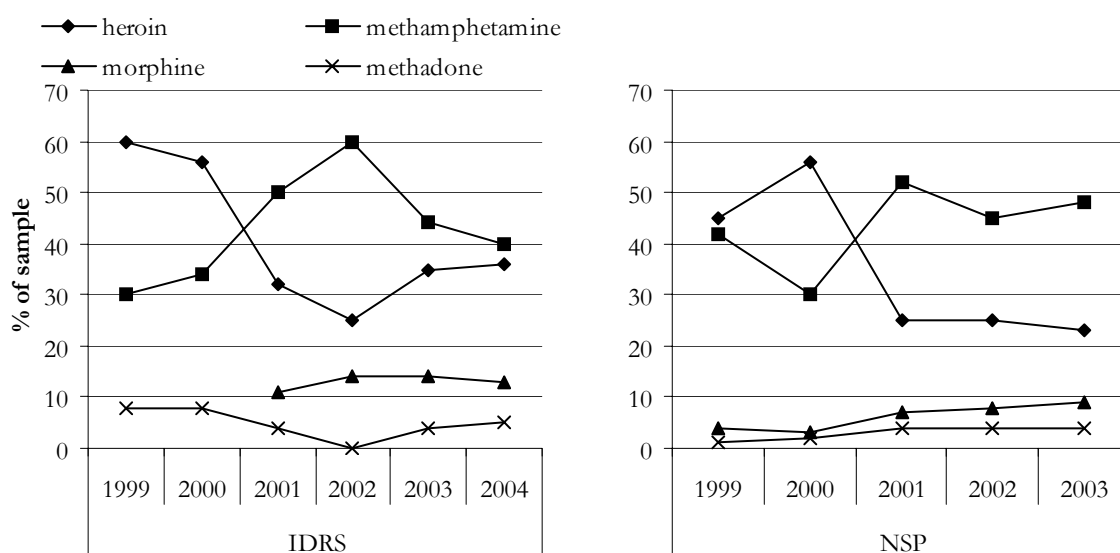 heroin methamphetamine
morphine methadone
70 70
60 60
50 50
40 40
30 30
20 20
10 10
0 0
% of sample
1999 2000 2001 2002 2003 2004 1999 2000 2001 2002 2003
IDRS NSP